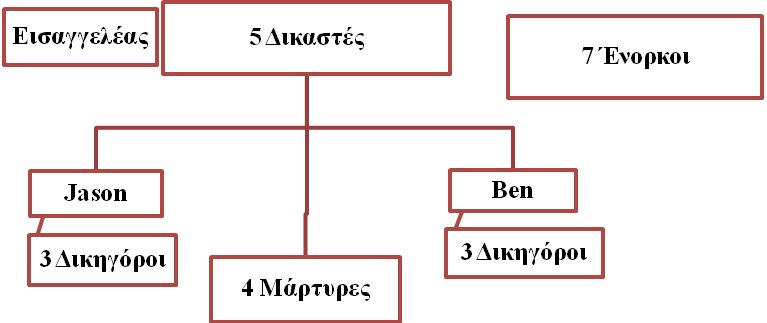 Εισαγγελέας
5 Δικαστές
7 Ένορκοι
Jason
Ben
3 Δικηγόροι
3 Δικηγόροι
4 Μάρτυρες